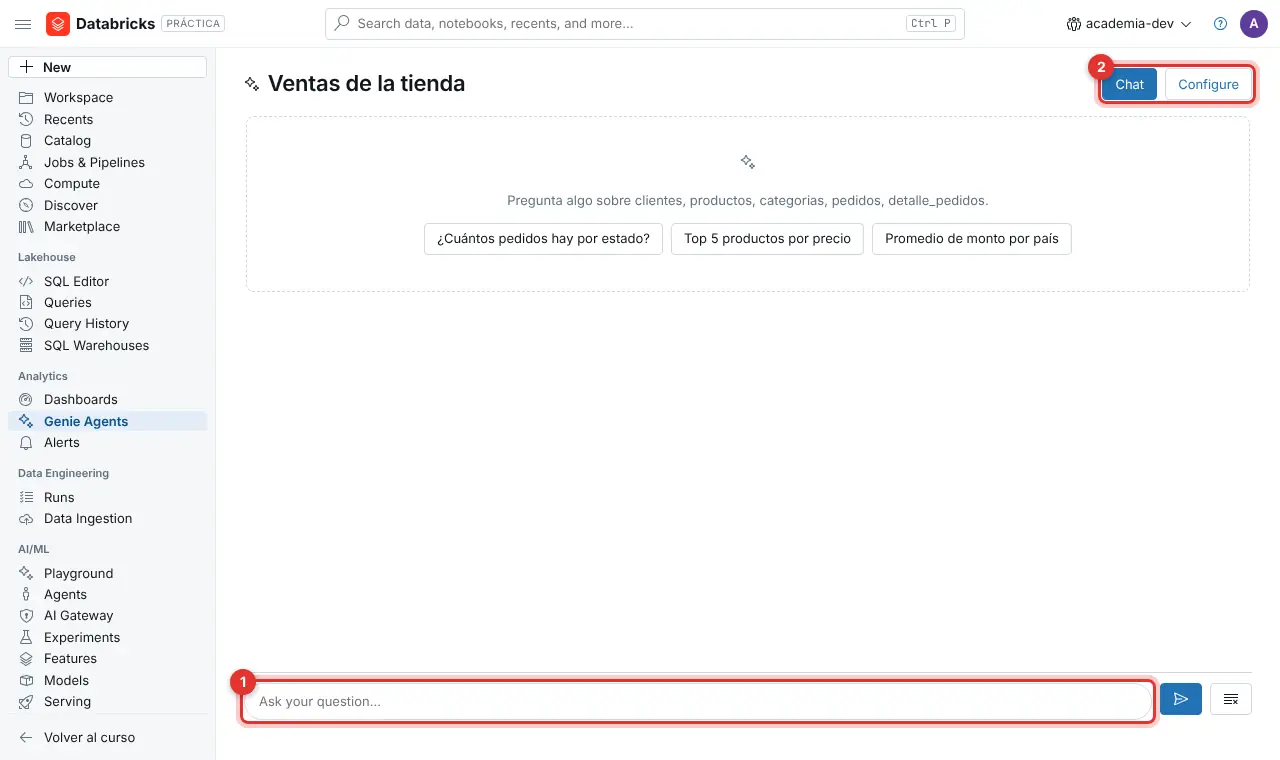 Databricks PRÁCTICA
Search data, notebooks, recents, and more... Ctrl P
academia-dev
A
New
Workspace
Recents
Catalog
Jobs & Pipelines
Compute
Discover
Marketplace
Lakehouse
SQL Editor
Queries
Query History
SQL Warehouses
Analytics
Dashboards
Genie Agents
Alerts
Data Engineering
Runs
Data Ingestion
AI/ML
Playground
Agents
AI Gateway
Experiments
Features
Models
Serving
Volver al curso
Ventas de la tienda
2
Chat Configure
Pregunta algo sobre clientes, productos, categorias, pedidos, detalle_pedidos.
¿Cuántos pedidos hay por estado? Top 5 productos por precio Promedio de monto por país
1
Ask your question...